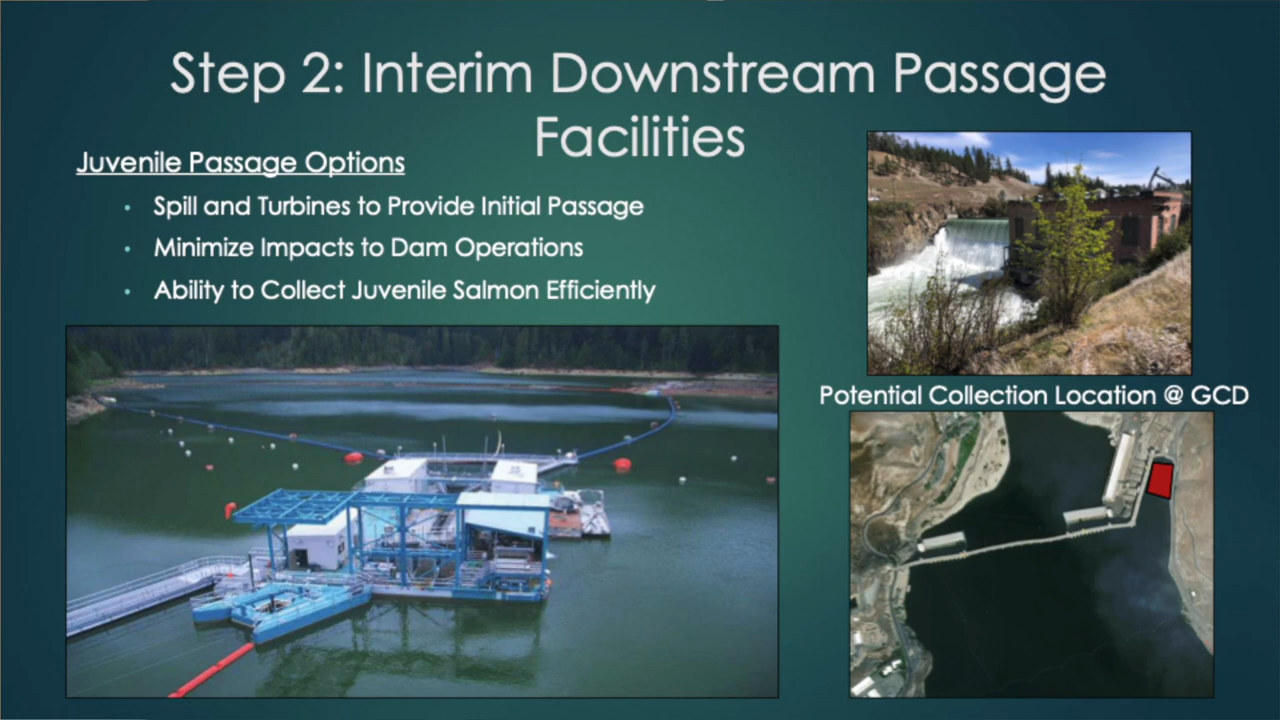 Step 2: Interim Downstream Passage
Facilities
Juvenile Passage Options
• Spill and Turbines to Provide Initial Passage
• Minimize Impacts to Dam Operations
• Ability to Collect Juvenile Salmon Efficiently
Potential Collection Location @ GCD